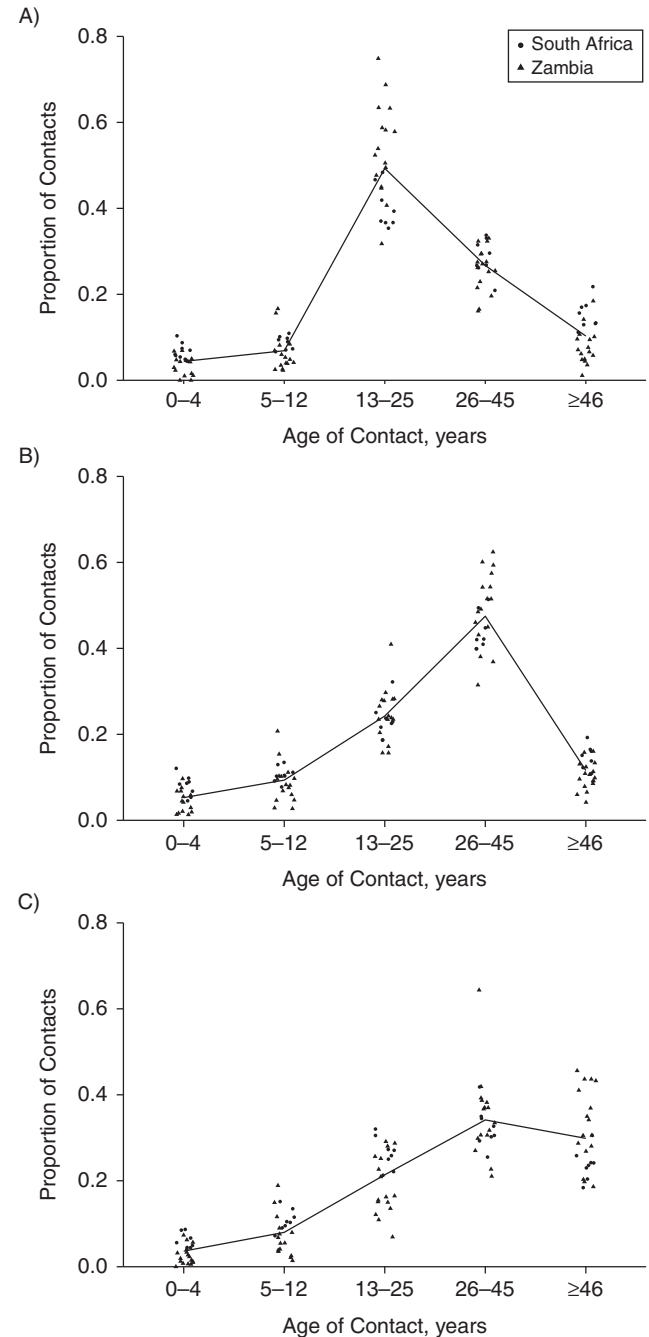 A)
South Africa
Zambia
0.8
0.6
0.4
0.2
0.0
Proportion of Contacts
0–4 5–12 13–25 26–45 ≥46
Age of Contact, years
B)
0.8
0.6
0.4
0.2
0.0
Proportion of Contacts
0–4 5–12 13–25 26–45 ≥46
Age of Contact, years
C)
0.8
0.6
0.4
0.2
0.0
Proportion of Contacts
0–4 5–12 13–25 26–45 ≥46
Age of Contact, years